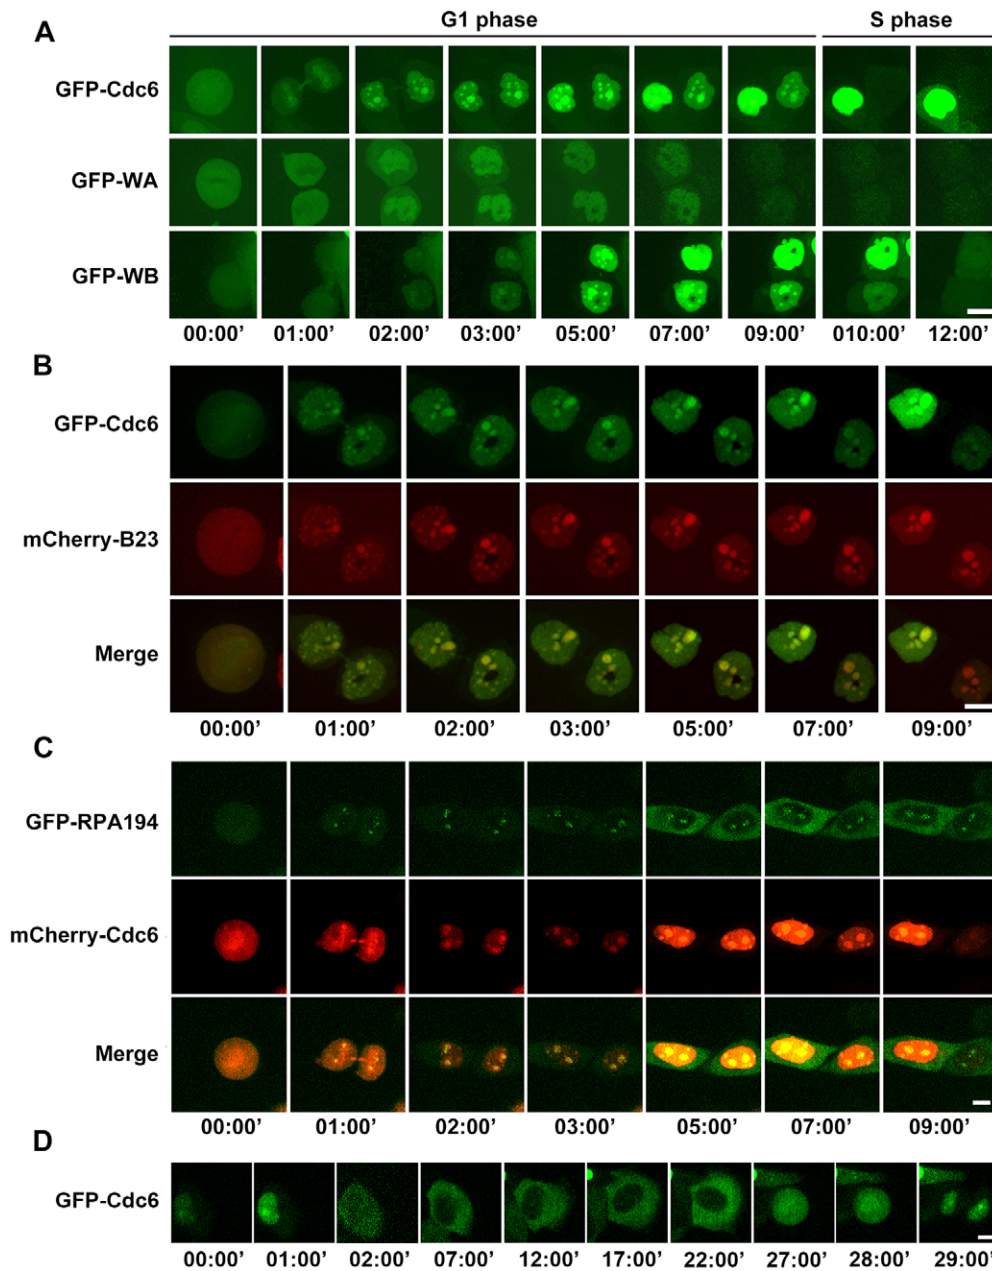 G1 phase S phase
A
GFP-Cdc6
GFP-WA
GFP-WB
00:00’ 01:00’ 02:00’ 03:00’ 05:00’ 07:00’ 09:00’ 010:00’ 12:00’
B
GFP-Cdc6
mCherry-B23
Merge
00:00’ 01:00’ 02:00’ 03:00’ 05:00’ 07:00’ 09:00’
C
GFP-RPA194
mCherry-Cdc6
Merge
00:00’ 01:00’ 02:00’ 03:00’ 05:00’ 07:00’ 09:00’
D
GFP-Cdc6
00:00’ 01:00’ 02:00’ 07:00’ 12:00’ 17:00’ 22:00’ 27:00’ 28:00’ 29:00’